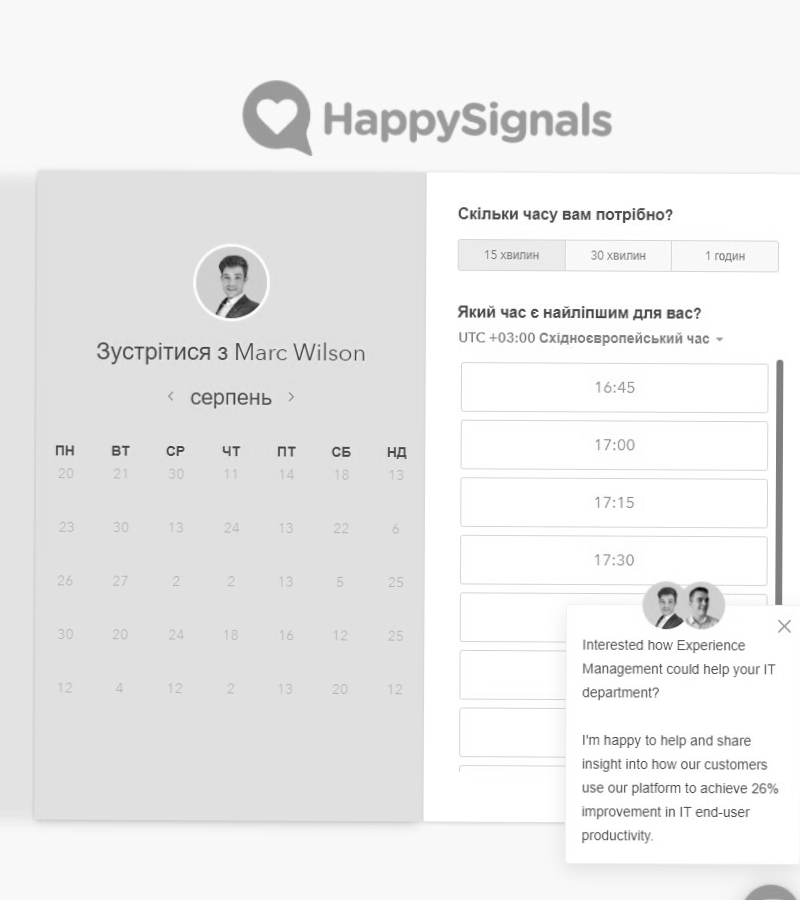 HappySignals
Зустрітися з Marc Wilson
серпень
ПН ВТ СР ЧТ ПТ СБ НД
20 21 30 11 14 18 13
23 30 13 24 13 22 6
26 27 2 2 13 5 25
30 20 24 18 16 12 25
12 4 12 2 13 20 12
Скільки часу вам потрібно?
15 хвилин 30 хвилин 1 годин
Який час є найліпшим для вас?
UTC +03:00 Східноєвропейський час
16:45
17:00
17:15
17:30
Interested how Experience
Management could help your IT
department?
I'm happy to help and share
insight into how our customers
use our platform to achieve 26%
improvement in IT end-user
productivity.